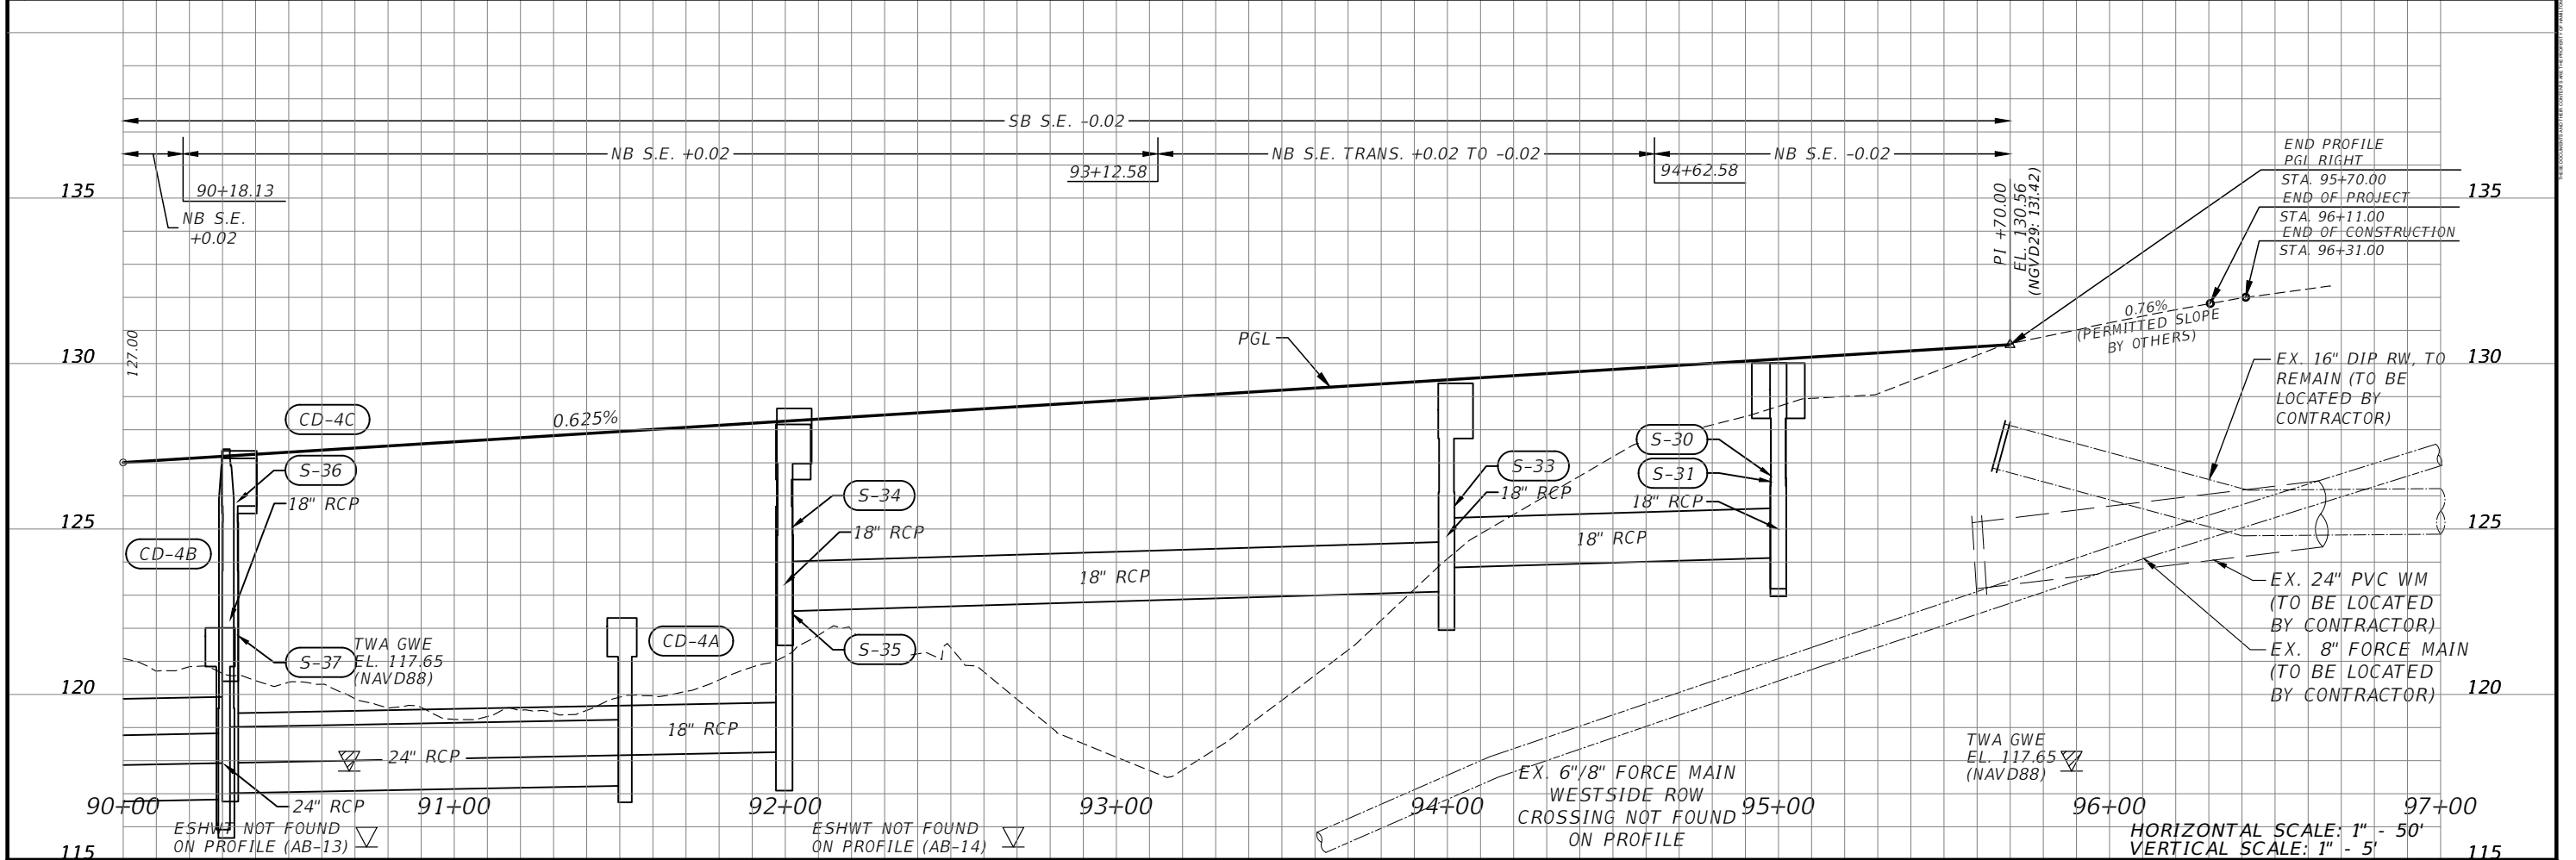 SB S.E. -0.02
NB S.E. +0.02
NB S.E. TRANS. +0.02 TO -0.02
NB S.E. -0.02
90+18.13
93+12.58
94+62.58
NB S.E.
+0.02
135
135
PI +70.00
EL. 130.56
(NGVD29: 131.42)
END PROFILE
PGL RIGHT
STA. 95+70.00
END OF PROJECT
STA. 96+11.00
END OF CONSTRUCTION
STA. 96+31.00
127.00
130
130
PGL
0.76%
(PERMITTED SLOPE
BY OTHERS)
EX. 16" DIP RW, TO
REMAIN (TO BE
LOCATED BY
CONTRACTOR)
CD-4C
0.625%
S-36
18" RCP
S-34
18" RCP
S-33
18" RCP
S-30
S-31
18" RCP
125
125
CD-4B
18" RCP
18" RCP
EX. 24" PVC WM
(TO BE LOCATED
BY CONTRACTOR)
EX. 8" FORCE MAIN
(TO BE LOCATED
BY CONTRACTOR)
S-37
TWA GWE
EL. 117.65
(NAVD88)
CD-4A
S-35
120
120
18" RCP
24" RCP
TWA GWE
EL. 117.65
(NAVD88)
24" RCP
EX. 6"/8" FORCE MAIN
WESTSIDE ROW
CROSSING NOT FOUND
ON PROFILE
90+00
91+00
92+00
93+00
94+00
95+00
96+00
97+00
ESHWT NOT FOUND
ON PROFILE (AB-13)
ESHWT NOT FOUND
ON PROFILE (AB-14)
HORIZONTAL SCALE: 1" - 50'
VERTICAL SCALE: 1" - 5'
115
115